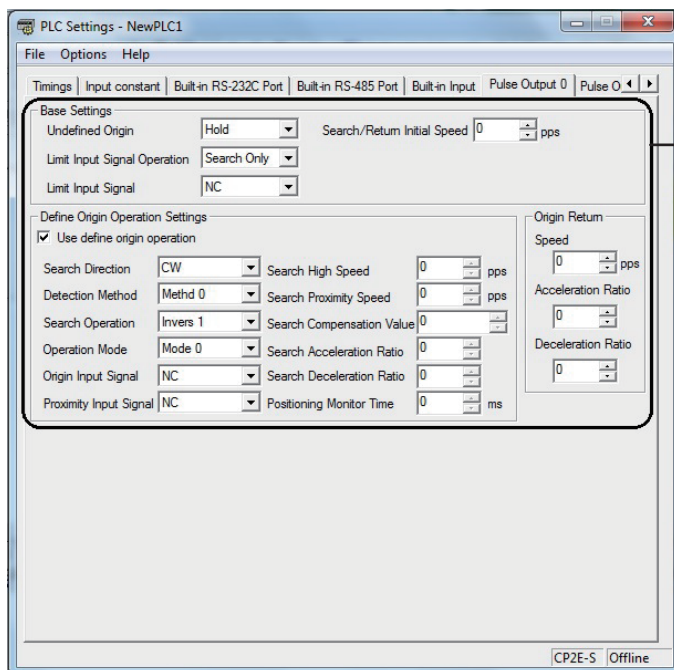 PLC Settings - NewPLC1
File Options Help
Timings Input constant Built-in RS-232C Port Built-in RS-485 Port Built-in Input Pulse Output 0 Pulse O
Base Settings
Undefined Origin Hold Search/Return Initial Speed 0 pps
Limit Input Signal Operation Search Only
Limit Input Signal NC
Define Origin Operation Settings
Use define origin operation
Search Direction CW Search High Speed 0 pps
Detection Method Methd 0 Search Proximity Speed 0 pps
Search Operation Invers 1 Search Compensation Value 0
Operation Mode Mode 0 Search Acceleration Ratio 0
Origin Input Signal NC Search Deceleration Ratio 0
Proximity Input Signal NC Positioning Monitor Time 0 ms
Origin Return
Speed
0 pps
Acceleration Ratio
0
Deceleration Ratio
0
CP2E-S Offline